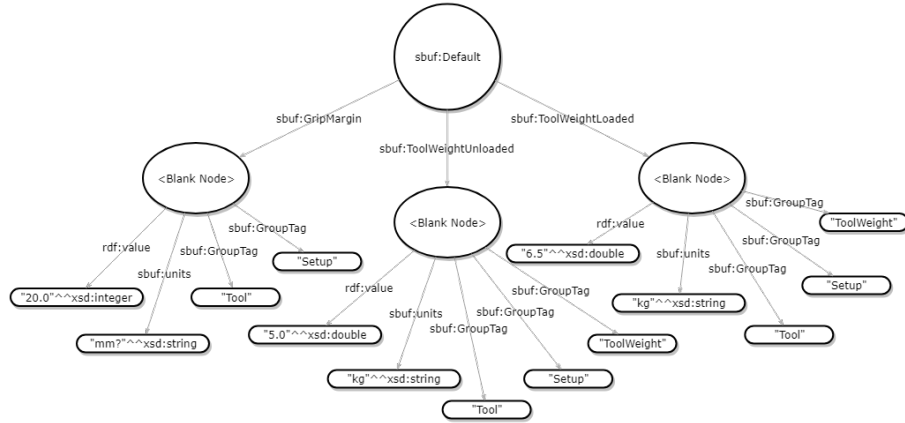 sbuf:Default
sbuf:GripMargin
sbuf:ToolWeightUnloaded
sbuf:ToolWeightLoaded
<Blank Node>
<Blank Node>
<Blank Node>
rdf:value
sbuf:units
sbuf:GroupTag
sbuf:GroupTag
"20.0"^^xsd:integer
"mm?"^^xsd:string
"Tool"
"Setup"
rdf:value
sbuf:units
sbuf:GroupTag
sbuf:GroupTag
sbuf:GroupTag
"5.0"^^xsd:double
"kg"^^xsd:string
"Tool"
"Setup"
"ToolWeight"
rdf:value
sbuf:units
sbuf:GroupTag
sbuf:GroupTag
sbuf:GroupTag
"6.5"^^xsd:double
"kg"^^xsd:string
"Tool"
"Setup"
"ToolWeight"